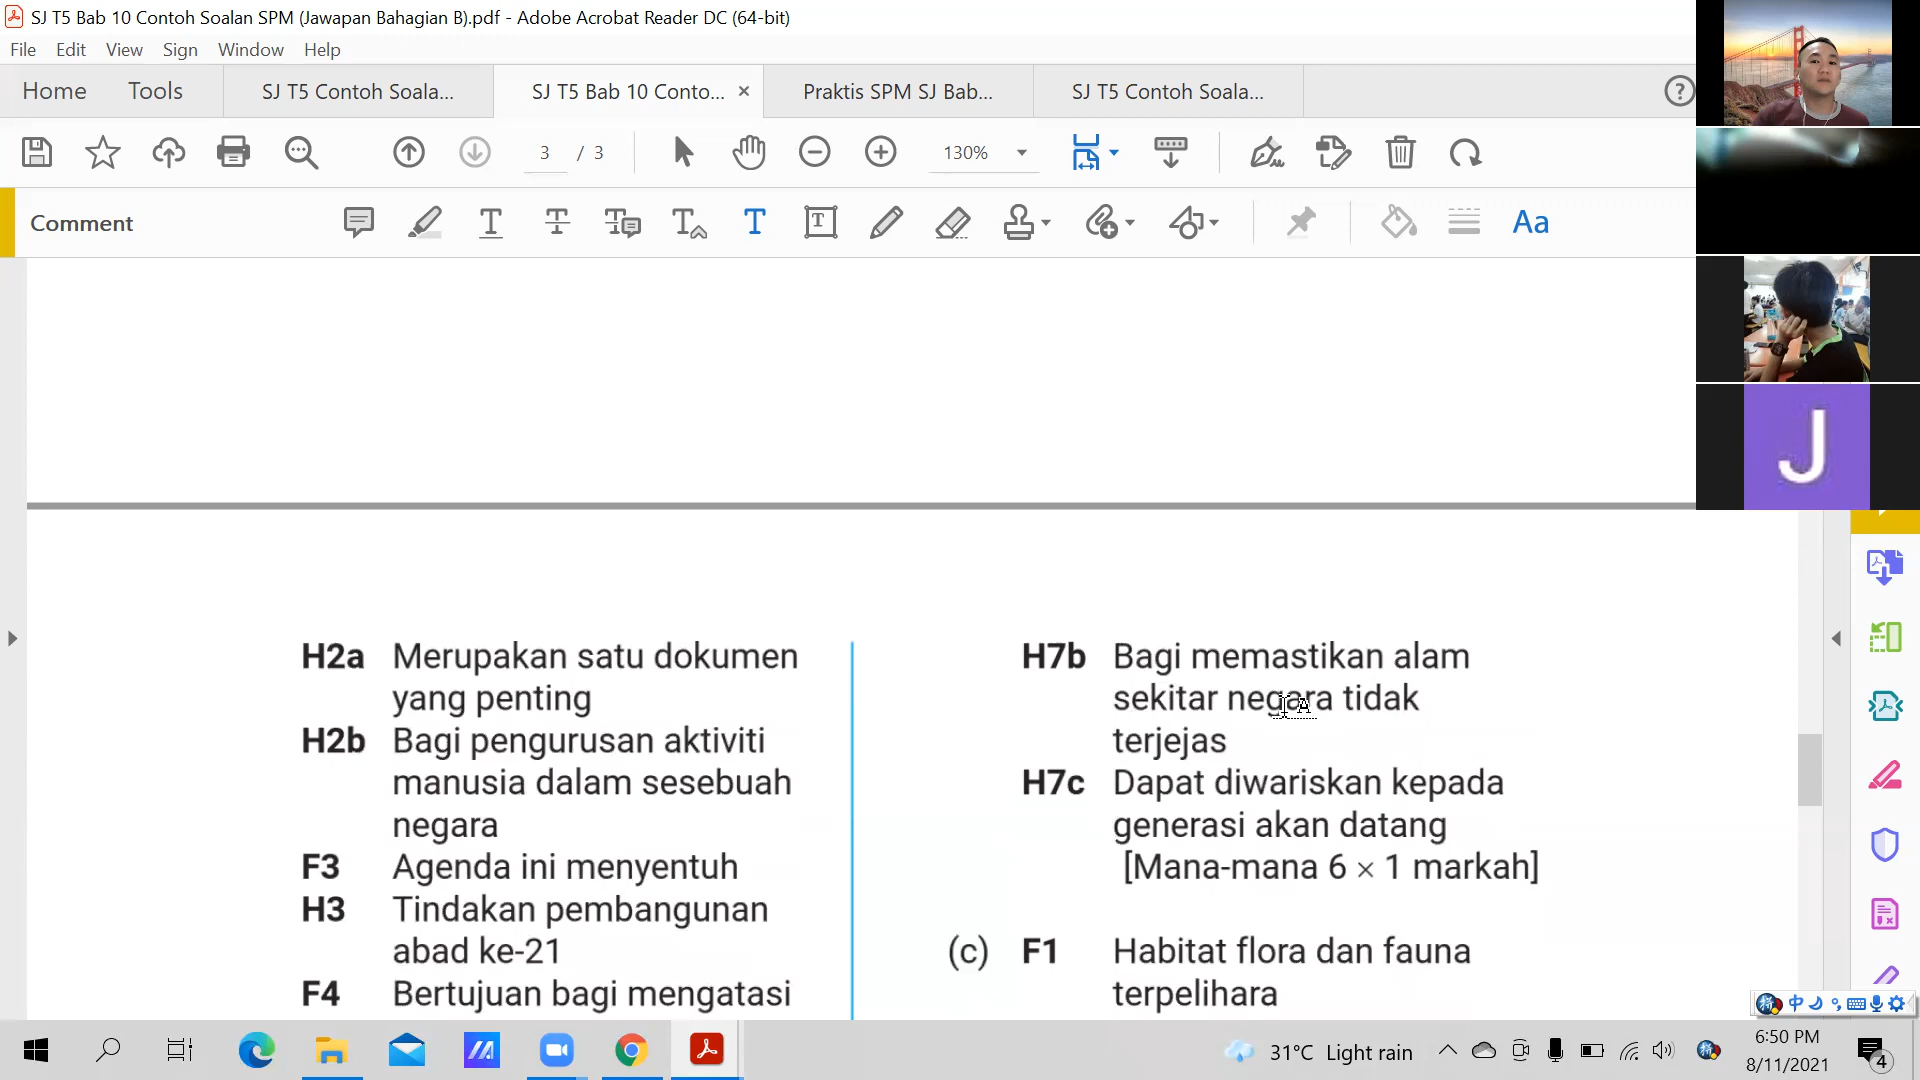 SJ T5 Bab 10 Contoh Soalan SPM (Jawapan Bahagian B).pdf - Adobe Acrobat Reader DC (64-bit)
File Edit View Sign Window Help
Home Tools SJ T5 Contoh Soala... SJ T5 Bab 10 Conto... × Praktis SPM SJ Bab... SJ T5 Contoh Soala... ?
3 / 3 130%
Comment T T T T T T Aa
J
H2a Merupakan satu dokumen
yang penting
H2b Bagi pengurusan aktiviti
manusia dalam sesebuah
negara
F3 Agenda ini menyentuh
H3 Tindakan pembangunan
abad ke-21
F4 Bertujuan bagi mengatasi
H7b Bagi memastikan alam
sekitar negara tidak
terjejas
H7c Dapat diwariskan kepada
generasi akan datang
[Mana-mana 6 × 1 markah]
(c) F1 Habitat flora dan fauna
terpelihara
拼 中
31°C Light rain 拼 6:50 PM
8/11/2021 4